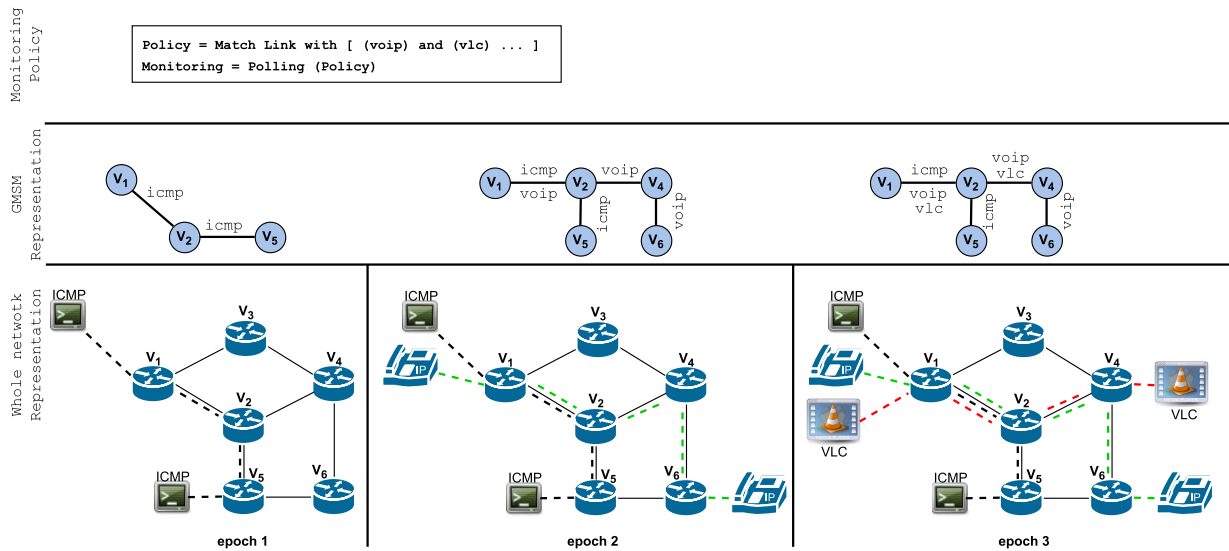 Monitoring
Policy
Policy = Match Link with [ (voip) and (vlc) ... ]
Monitoring = Polling (Policy)
GMSM
Representation
V1
icmp
V2
icmp
V5
V1
icmp
voip
V2
voip
V4
icmp
voip
V5
V6
V1
icmp
voip
vlc
V2
voip
vlc
V4
icmp
voip
V5
V6
Whole netwotk
Representation
ICMP
V3
V1
V4
V2
ICMP
V5
V6
epoch 1
ICMP
V3
IP
V1
V4
V2
ICMP
V5
V6
IP
epoch 2
ICMP
V3
IP
V1
V4
VLC
V2
VLC
ICMP
V5
V6
IP
epoch 3